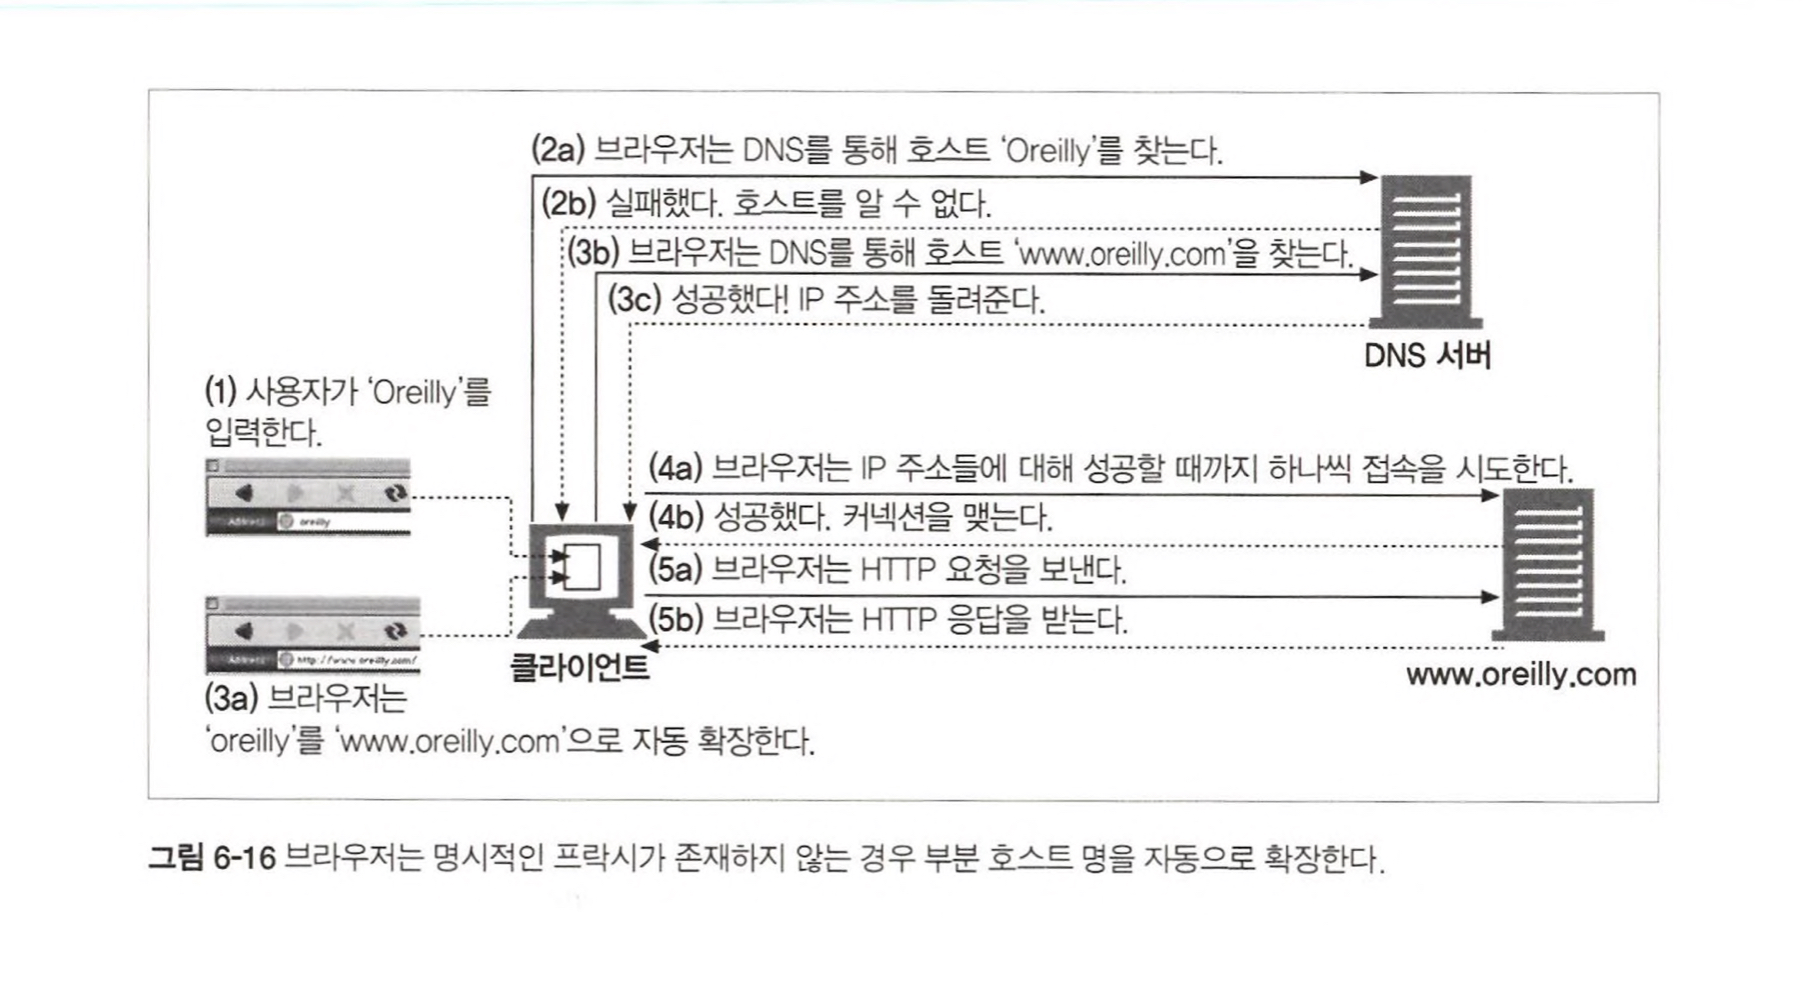 (2a) 브라우저는 DNS를 통해 호스트 ‘Oreilly’를 찾는다.
(2b) 실패했다. 호스트를 알 수 없다.
(3b) 브라우저는 DNS를 통해 호스트 ‘www.oreilly.com’을 찾는다.
(3c) 성공했다! IP 주소를 돌려준다.
DNS 서버
(1) 사용자가 ‘Oreilly’를
입력한다.
Address: oreilly
(4a) 브라우저는 IP 주소들에 대해 성공할 때까지 하나씩 접속을 시도한다.
(4b) 성공했다. 커넥션을 맺는다.
(5a) 브라우저는 HTTP 요청을 보낸다.
(5b) 브라우저는 HTTP 응답을 받는다.
Address: http://www.oreilly.com/
클라이언트
www.oreilly.com
(3a) 브라우저는
‘oreilly’를 ‘www.oreilly.com’으로 자동 확장한다.
그림 6-16 브라우저는 명시적인 프락시가 존재하지 않는 경우 부분 호스트 명을 자동으로 확장한다.